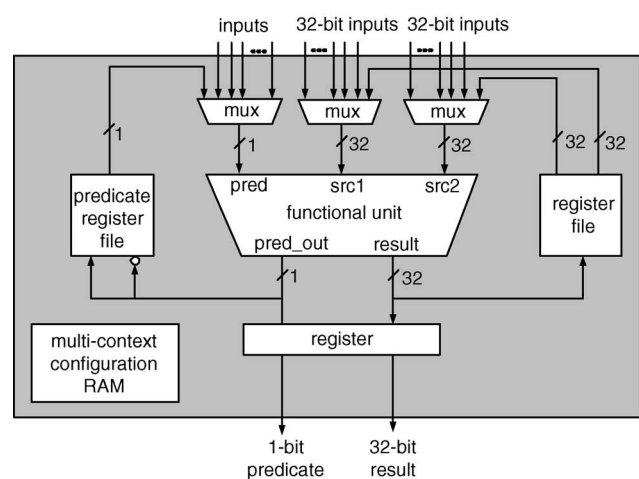 inputs
32-bit inputs
32-bit inputs
mux
mux
mux
1
1
32
32
32
32
predicate
register
file
pred
src1
src2
functional unit
pred_out
result
register
file
1
32
multi-context
configuration
RAM
register
1-bit
predicate
32-bit
result